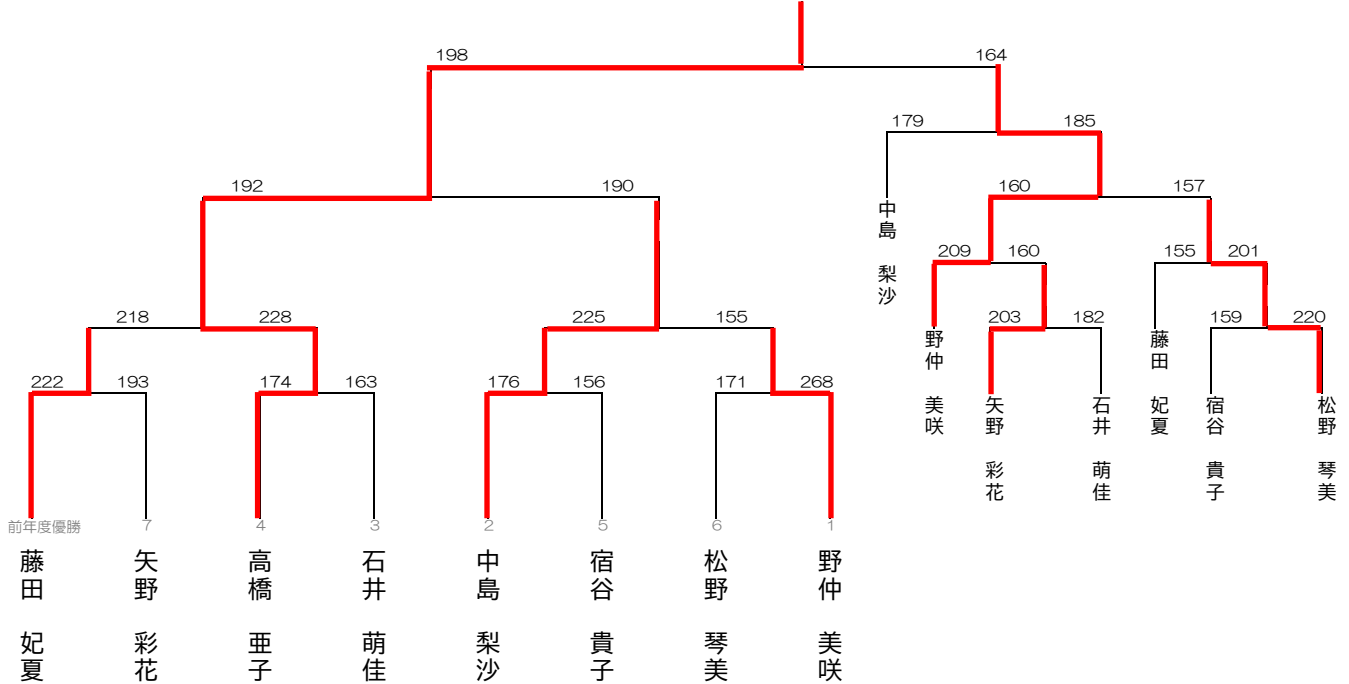 198 164
179 185
192 190 160 157
中島 梨沙
209 160 155 201
218 228 225 155 203 182 159 220
野仲 美咲
藤田 妃夏
222 193 174 163 176 156 171 268
矢野 彩花
石井 萌佳
宿谷 貴子
松野 琴美
前年度優勝 7 4 3 2 5 6 1
藤田 妃夏
矢野 彩花
高橋 亜子
石井 萌佳
中島 梨沙
宿谷 貴子
松野 琴美
野仲 美咲